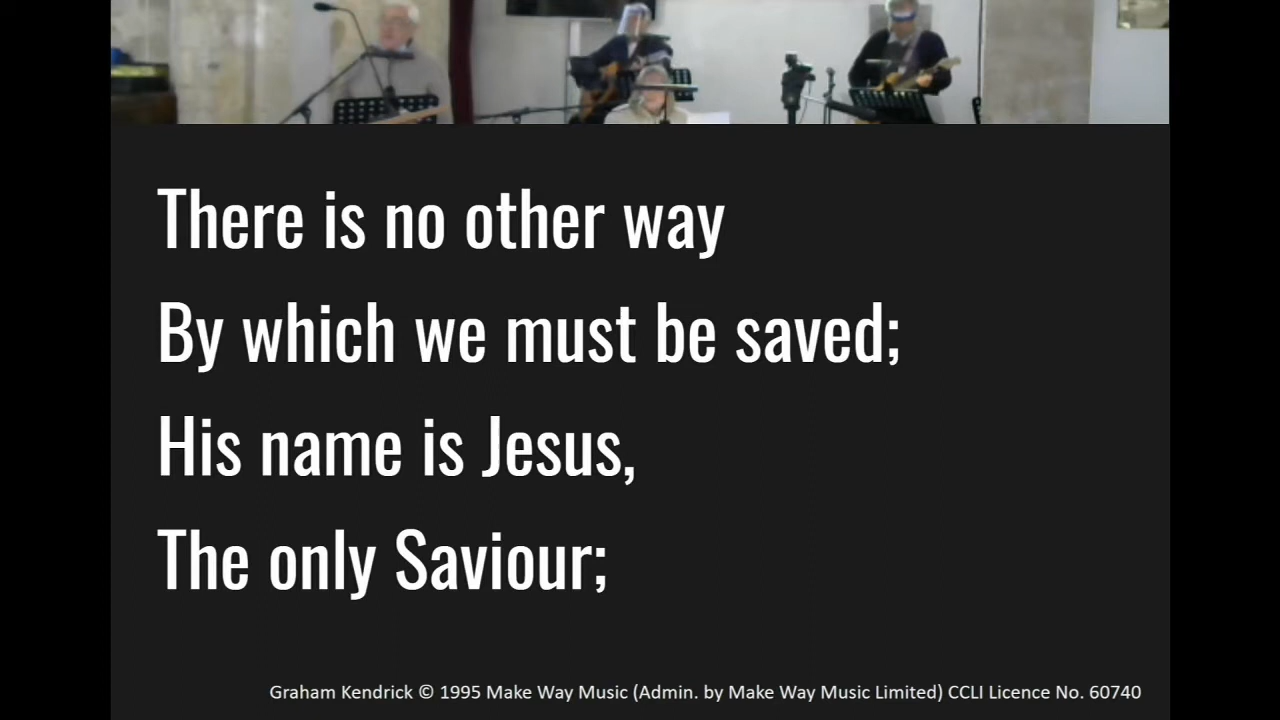 There is no other way
By which we must be saved;
His name is Jesus,
The only Saviour;
Graham Kendrick © 1995 Make Way Music (Admin. by Make Way Music Limited) CCLI Licence No. 60740